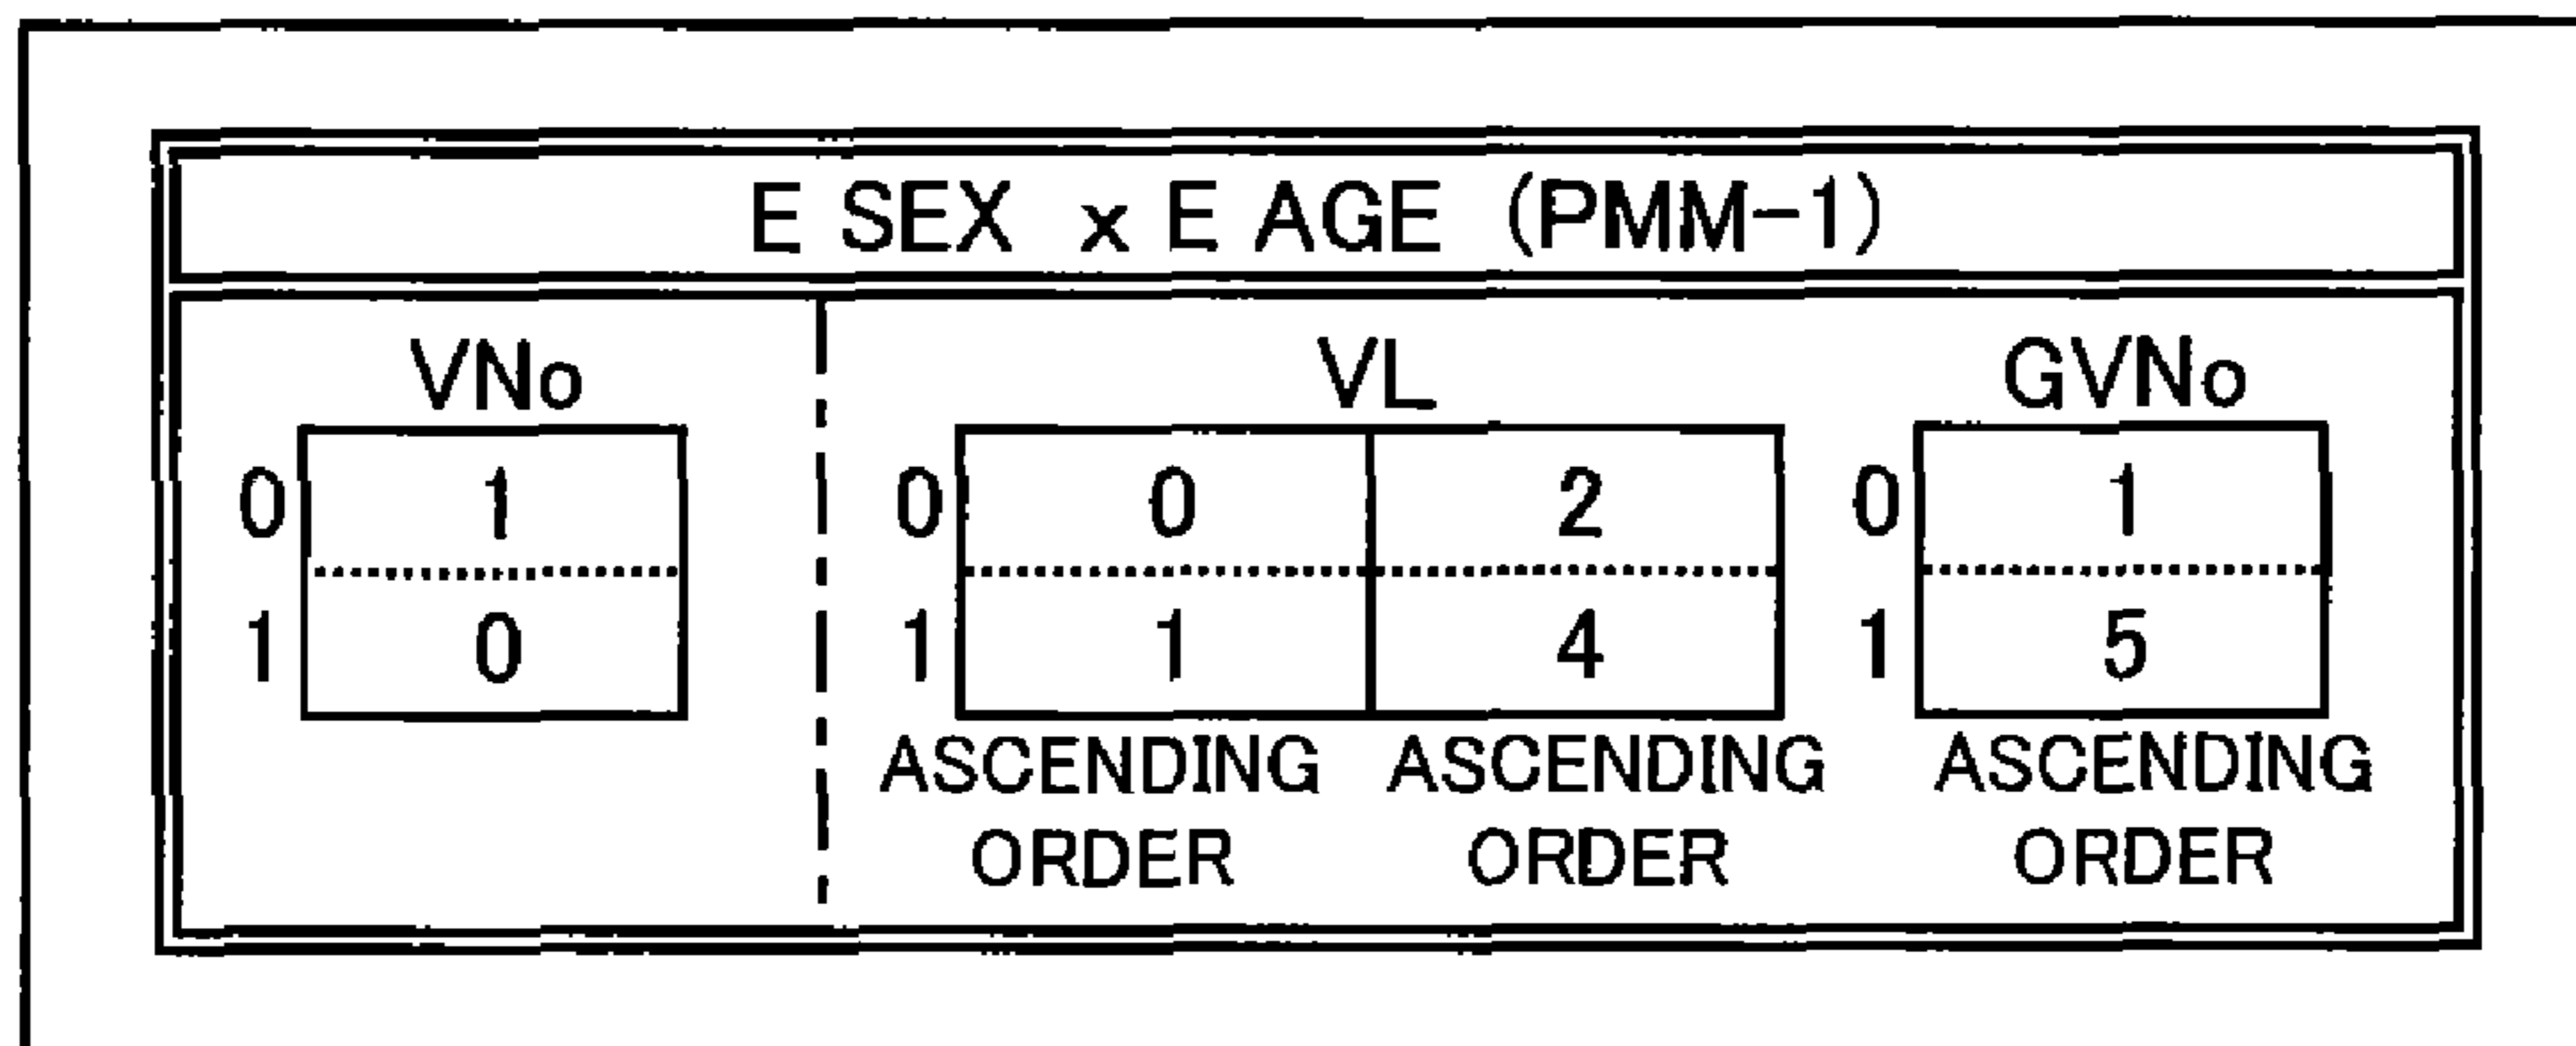 E SEX x E AGE (PMM-1)
VNo VL GVNo
0 1 0 0 2 0 1
1 0 1 1 4 1 5
ASCENDING ASCENDING ASCENDING
ORDER ORDER ORDER